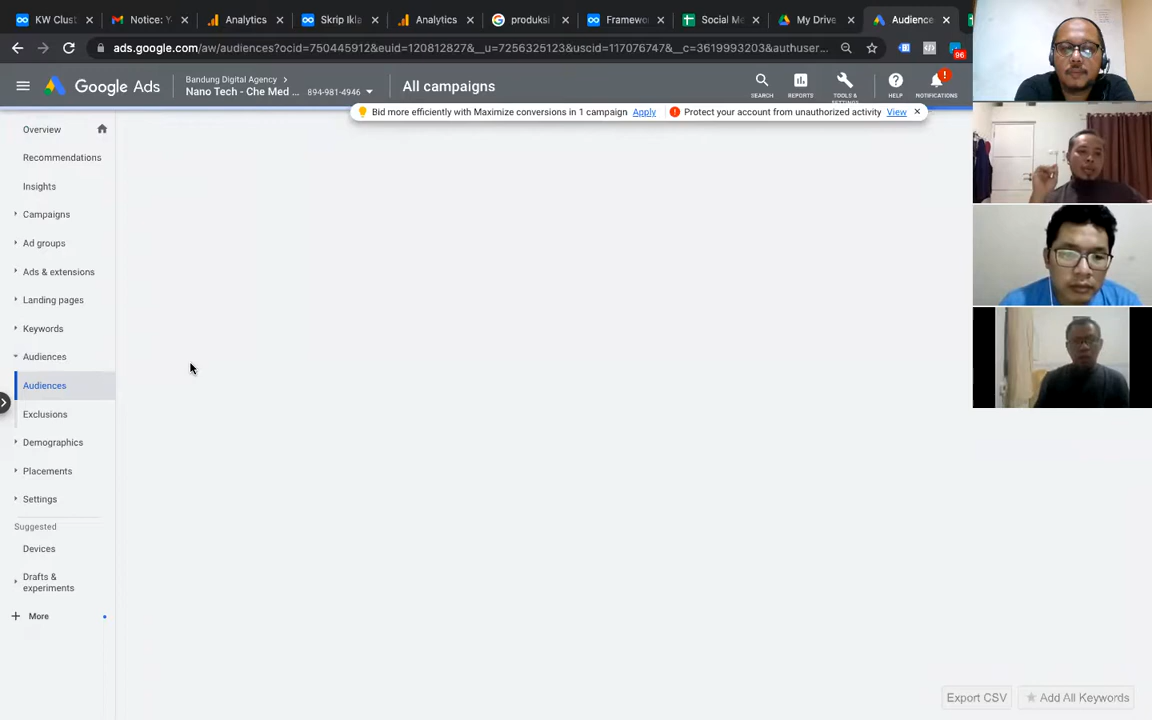 KW Clust
Notice: Y
Analytics
Skrip Ikla
Analytics
produksi
Framewor
Social Me
My Drive
Audience
ads.google.com/aw/audiences?ocid=750445912&euid=120812827&__u=7256325123&uscid=117076747&__c=3619993203&authuser...
96
Google Ads
Bandung Digital Agency
Nano Tech - Che Med ...
894-981-4946
All campaigns
SEARCH
REPORTS
TOOLS &
SETTINGS
HELP
NOTIFICATIONS
Bid more efficiently with Maximize conversions in 1 campaign Apply
Protect your account from unauthorized activity View
Overview
Recommendations
Insights
Campaigns
Ad groups
Ads & extensions
Landing pages
Keywords
Audiences
Audiences
Exclusions
Demographics
Placements
Settings
Suggested
Devices
Drafts &
experiments
More
Export CSV
Add All Keywords